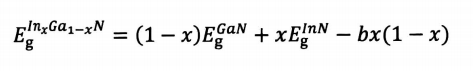 E_g^{In_xGa_{1-x}N} = (1 - x)E_g^{GaN} + xE_g^{InN} - bx(1 - x)